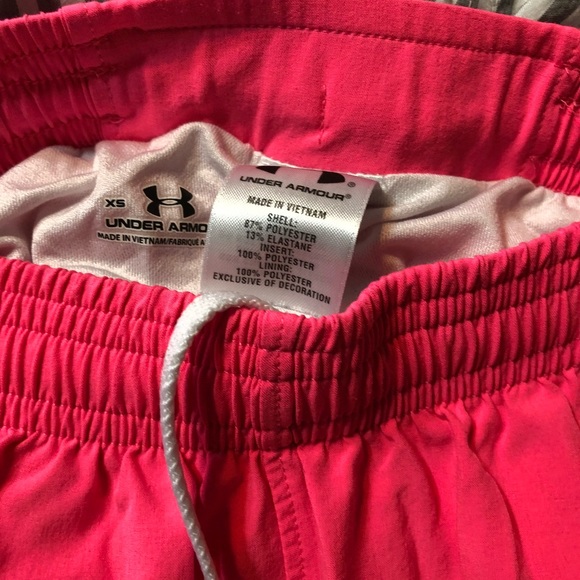 XS
UNDER ARMOUR
MADE IN VIETNAM/FABRIQUÉ A
UNDER ARMOUR®
MADE IN VIETNAM
SHELL:
87% POLYESTER
13% ELASTANE
INSERT:
100% POLYESTER
LINING:
100% POLYESTER
EXCLUSIVE OF DECORATION